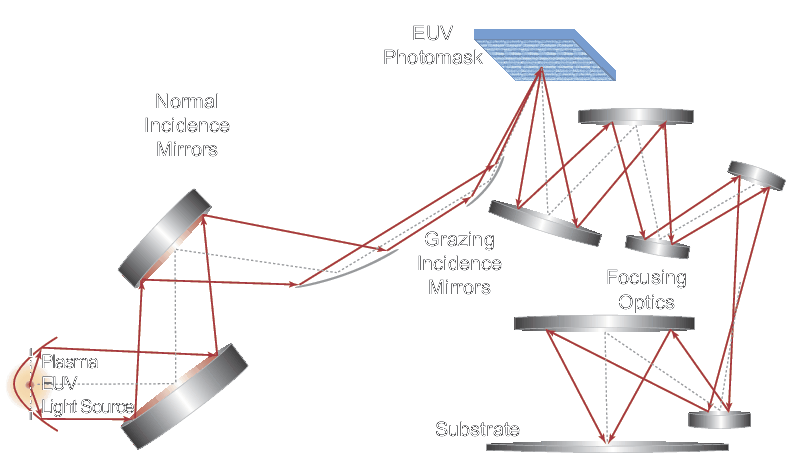 EUV
Photomask
Normal
Incidence
Mirrors
Grazing
Incidence
Mirrors
Focusing
Optics
Plasma
EUV
Light Source
Substrate